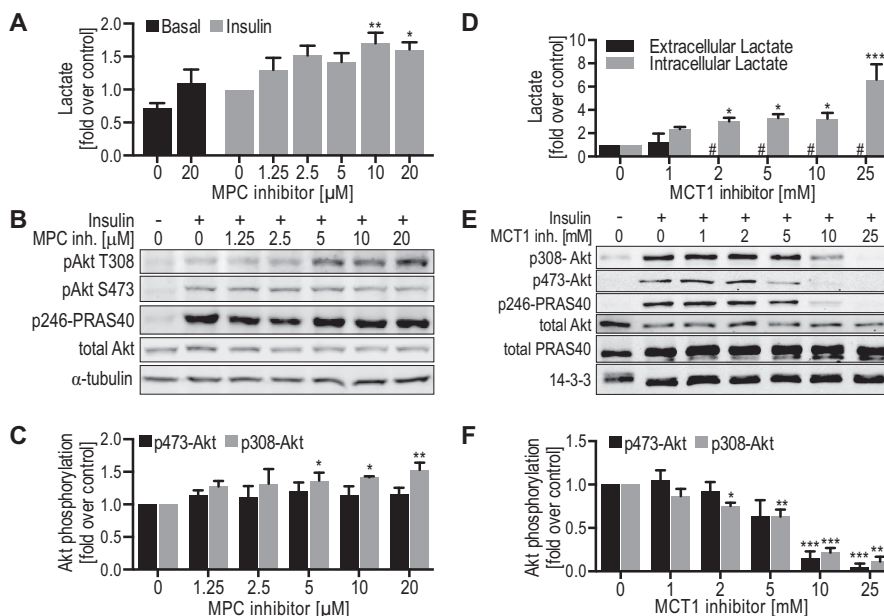 A
Basal
Insulin
Lactate
[fold over control]
2.0
1.5
1.0
0.5
0.0
**
*
0 20 0 1.25 2.5 5 10 20
MPC inhibitor [µM]
B
Insulin - + + + + + +
MPC inh. [µM] 0 0 1.25 2.5 5 10 20
pAkt T308
pAkt S473
p246-PRAS40
total Akt
α-tubulin
C
p473-Akt
p308-Akt
Akt phosphorylation
[fold over control]
2.0
1.5
1.0
0.5
0.0
* * **
0 1.25 2.5 5 10 20
MPC inhibitor [µM]
D
Extracellular Lactate
Intracellular Lactate
Lactate
[fold over control]
10
8
6
4
2
0
* * * ***
# # # #
0 1 2 5 10 25
MCT1 inhibitor [mM]
E
Insulin - + + + + + +
MCT1 inh. [mM] 0 0 1 2 5 10 25
p308- Akt
p473-Akt
p246-PRAS40
total Akt
total PRAS40
14-3-3
F
p473-Akt
p308-Akt
Akt phosphorylation
[fold over control]
1.5
1.0
0.5
0.0
* ** *** *** ***
0 1 2 5 10 25
MCT1 inhibitor [mM]